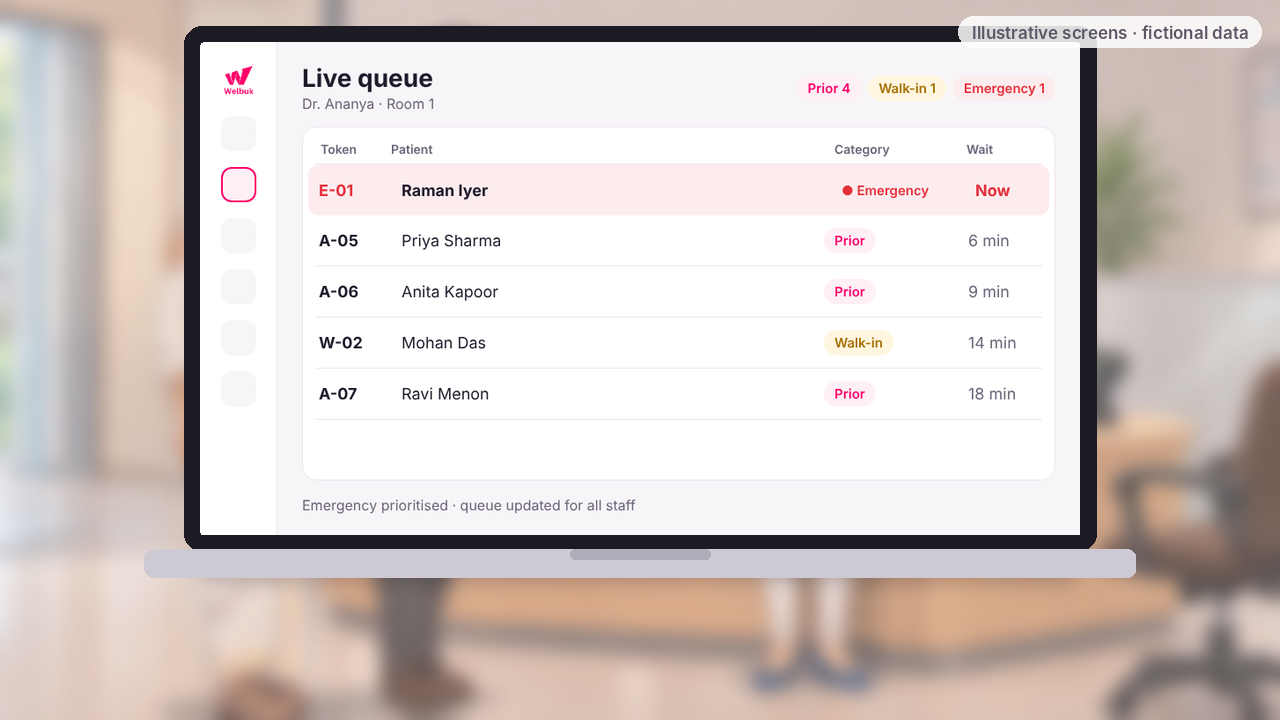 Illustrative screens · fictional data
Welbuk
Live queue
Dr. Ananya · Room 1
Prior 4 Walk-in 1 Emergency 1
Token Patient Category Wait
E-01 Raman Iyer Emergency Now
A-05 Priya Sharma Prior 6 min
A-06 Anita Kapoor Prior 9 min
W-02 Mohan Das Walk-in 14 min
A-07 Ravi Menon Prior 18 min
Emergency prioritised · queue updated for all staff